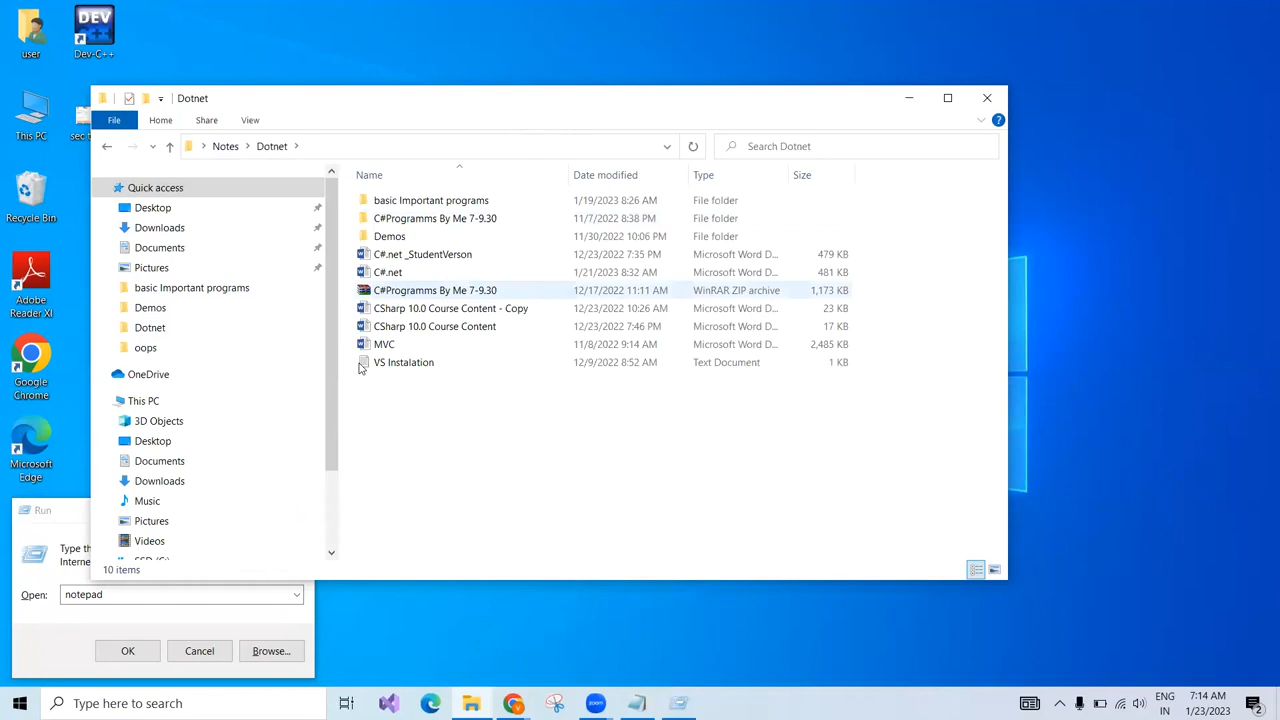 user
DEV
Dev-C++
This PC
Recycle Bin
Adobe
Reader XI
Google
Chrome
Microsoft
Edge
Dotnet
File Home Share View
Notes Dotnet
Search Dotnet
Quick access
Desktop
Downloads
Documents
Pictures
basic Important programs
Demos
Dotnet
oops
OneDrive
This PC
3D Objects
Desktop
Documents
Downloads
Music
Pictures
Videos
Name Date modified Type Size
basic Important programs 1/19/2023 8:26 AM File folder
C#Programms By Me 7-9.30 11/7/2022 8:38 PM File folder
Demos 11/30/2022 10:06 PM File folder
C#.net _StudentVerson 12/23/2022 7:35 PM Microsoft Word D... 479 KB
C#.net 1/21/2023 8:32 AM Microsoft Word D... 481 KB
C#Programms By Me 7-9.30 12/17/2022 11:11 AM WinRAR ZIP archive 1,173 KB
CSharp 10.0 Course Content - Copy 12/23/2022 10:26 AM Microsoft Word D... 23 KB
CSharp 10.0 Course Content 12/23/2022 7:46 PM Microsoft Word D... 17 KB
MVC 11/8/2022 9:14 AM Microsoft Word D... 2,485 KB
VS Instalation 12/9/2022 8:52 AM Text Document 1 KB
10 items
Run
Type th
Interne
Open: notepad
OK Cancel Browse...
Type here to search
zoom
ENG
IN
7:14 AM
1/23/2023
2